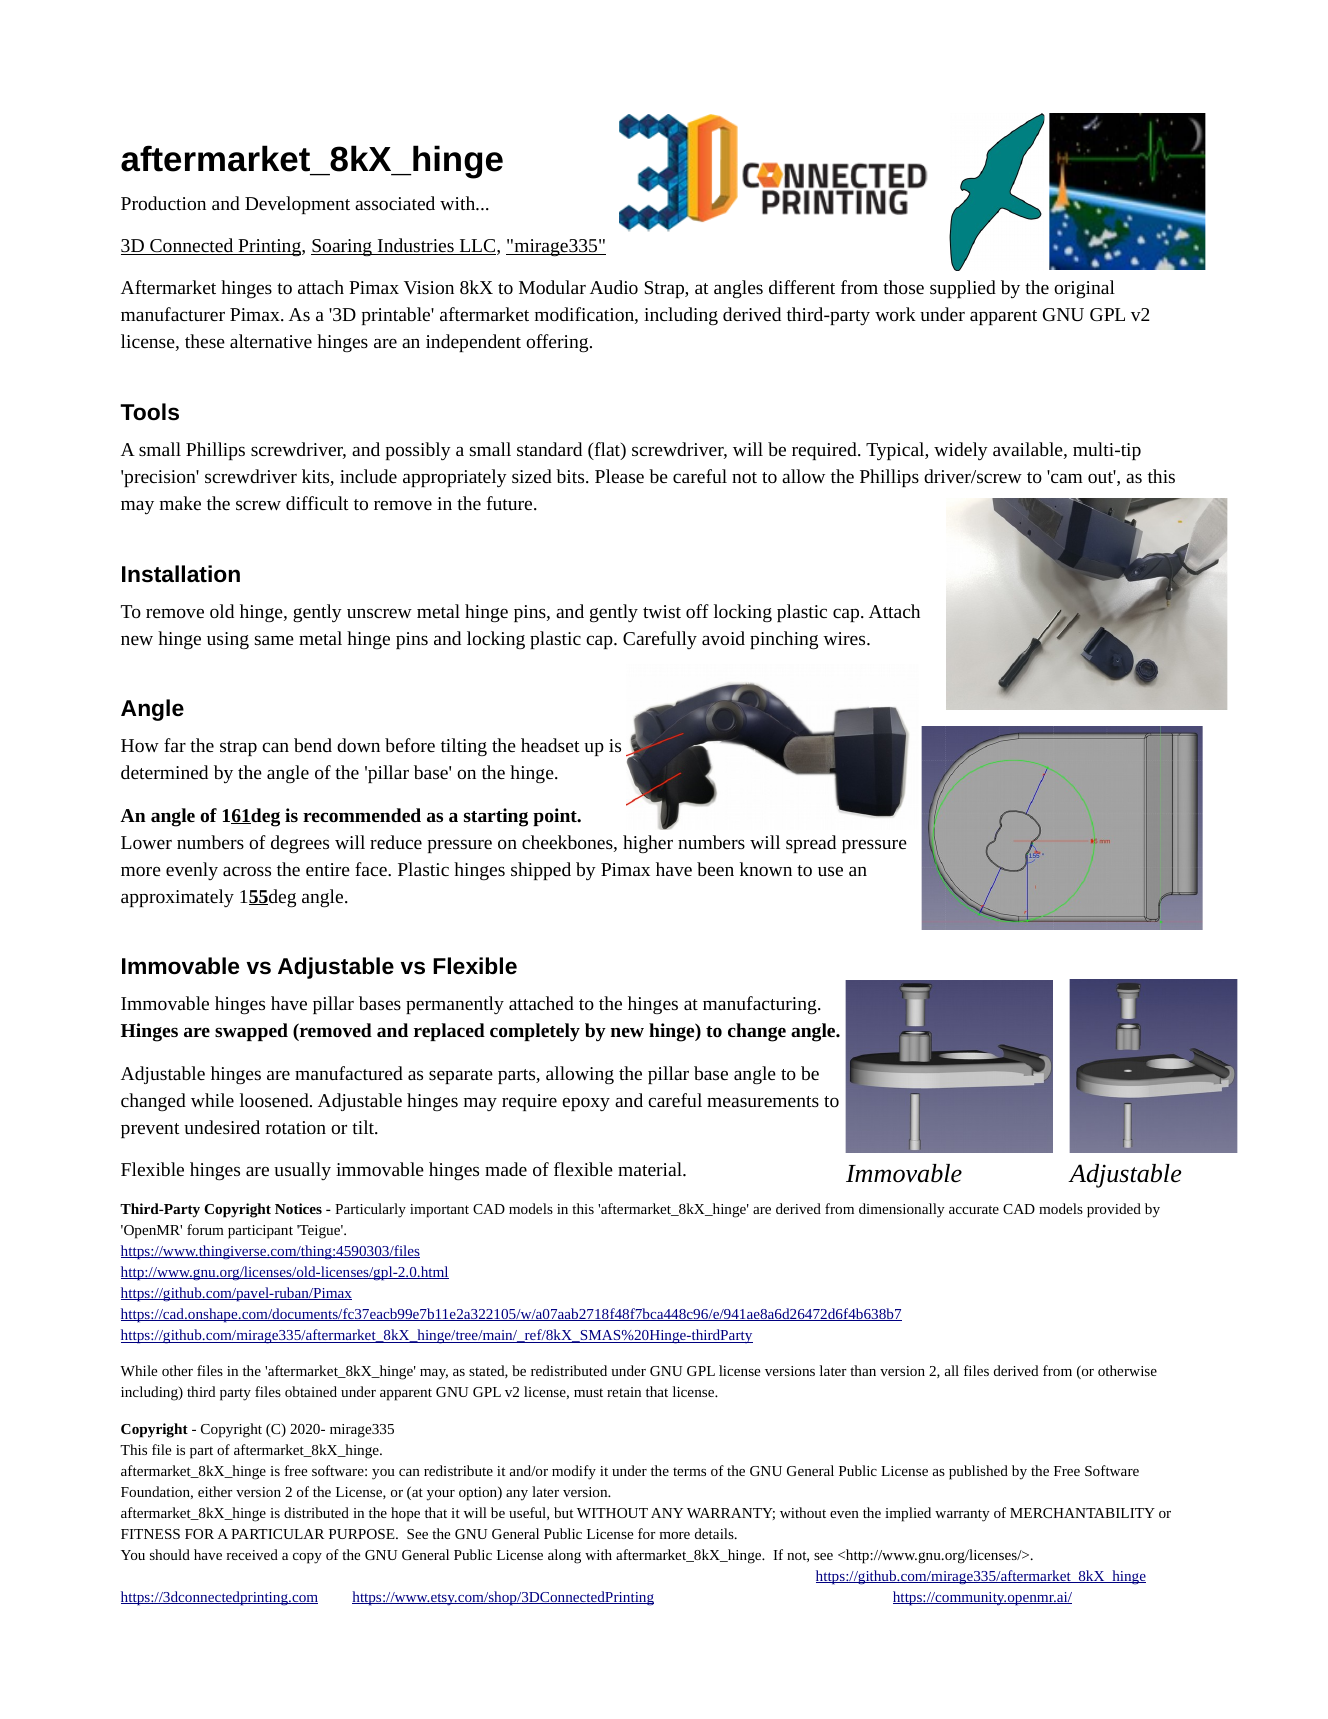 aftermarket_8kX_hinge
3D CONNECTED
PRINTING
Production and Development associated with...
3D Connected Printing, Soaring Industries LLC, "mirage335"
Aftermarket hinges to attach Pimax Vision 8kX to Modular Audio Strap, at angles different from those supplied by the original
manufacturer Pimax. As a '3D printable' aftermarket modification, including derived third-party work under apparent GNU GPL v2
license, these alternative hinges are an independent offering.
Tools
A small Phillips screwdriver, and possibly a small standard (flat) screwdriver, will be required. Typical, widely available, multi-tip
'precision' screwdriver kits, include appropriately sized bits. Please be careful not to allow the Phillips driver/screw to 'cam out', as this
may make the screw difficult to remove in the future.
Installation
To remove old hinge, gently unscrew metal hinge pins, and gently twist off locking plastic cap. Attach
new hinge using same metal hinge pins and locking plastic cap. Carefully avoid pinching wires.
Angle
How far the strap can bend down before tilting the headset up is
determined by the angle of the 'pillar base' on the hinge.
An angle of 161deg is recommended as a starting point.
Lower numbers of degrees will reduce pressure on cheekbones, higher numbers will spread pressure
more evenly across the entire face. Plastic hinges shipped by Pimax have been known to use an
approximately 155deg angle.
Immovable vs Adjustable vs Flexible
Immovable hinges have pillar bases permanently attached to the hinges at manufacturing.
Hinges are swapped (removed and replaced completely by new hinge) to change angle.
Adjustable hinges are manufactured as separate parts, allowing the pillar base angle to be
changed while loosened. Adjustable hinges may require epoxy and careful measurements to
prevent undesired rotation or tilt.
Flexible hinges are usually immovable hinges made of flexible material.
Immovable
Adjustable
Third-Party Copyright Notices - Particularly important CAD models in this 'aftermarket_8kX_hinge' are derived from dimensionally accurate CAD models provided by
'OpenMR' forum participant 'Teigue'.
https://www.thingiverse.com/thing:4590303/files
http://www.gnu.org/licenses/old-licenses/gpl-2.0.html
https://github.com/pavel-ruban/Pimax
https://cad.onshape.com/documents/fc37eacb99e7b11e2a322105/w/a07aab2718f48f7bca448c96/e/941ae8a6d26472d6f4b638b7
https://github.com/mirage335/aftermarket_8kX_hinge/tree/main/_ref/8kX_SMAS%20Hinge-thirdParty
While other files in the 'aftermarket_8kX_hinge' may, as stated, be redistributed under GNU GPL license versions later than version 2, all files derived from (or otherwise
including) third party files obtained under apparent GNU GPL v2 license, must retain that license.
Copyright - Copyright (C) 2020- mirage335
This file is part of aftermarket_8kX_hinge.
aftermarket_8kX_hinge is free software: you can redistribute it and/or modify it under the terms of the GNU General Public License as published by the Free Software
Foundation, either version 2 of the License, or (at your option) any later version.
aftermarket_8kX_hinge is distributed in the hope that it will be useful, but WITHOUT ANY WARRANTY; without even the implied warranty of MERCHANTABILITY or
FITNESS FOR A PARTICULAR PURPOSE.  See the GNU General Public License for more details.
You should have received a copy of the GNU General Public License along with aftermarket_8kX_hinge.  If not, see <http://www.gnu.org/licenses/>.
https://github.com/mirage335/aftermarket_8kX_hinge
https://3dconnectedprinting.com https://www.etsy.com/shop/3DConnectedPrinting https://community.openmr.ai/